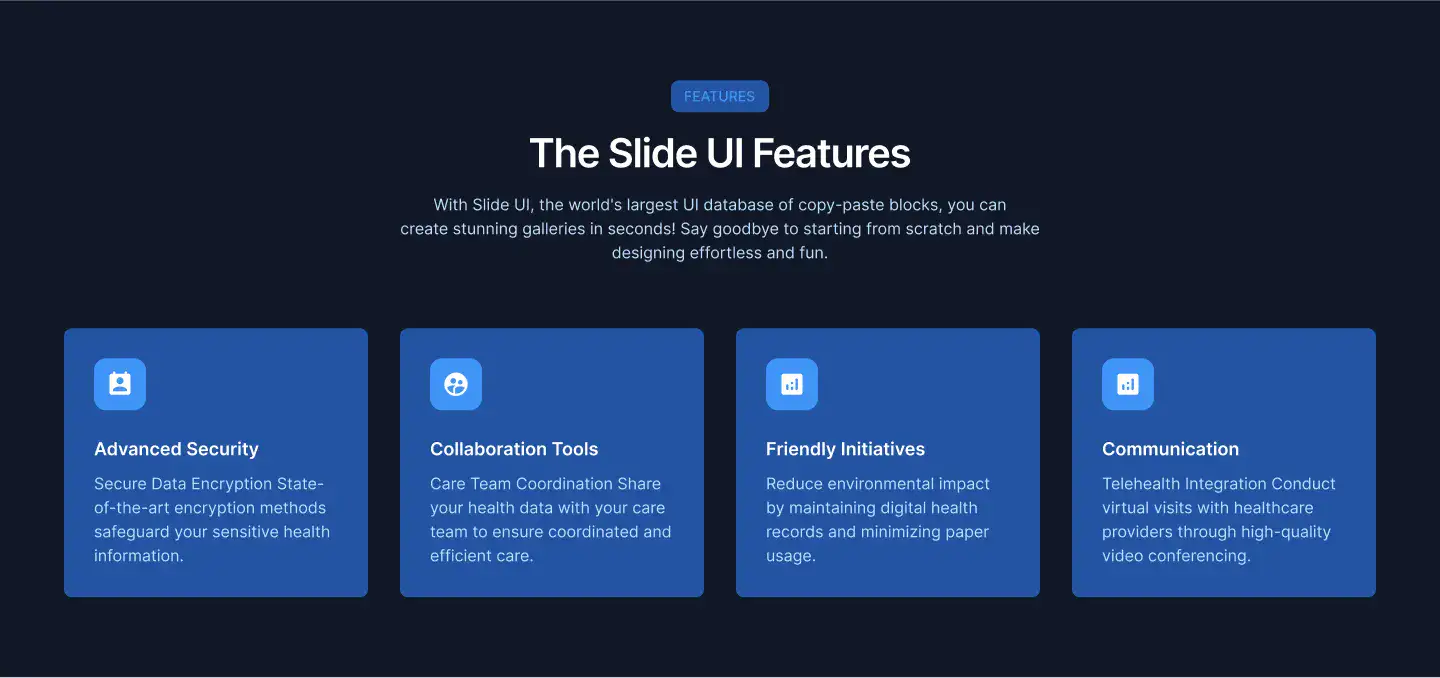 FEATURES
The Slide UI Features
With Slide UI, the world's largest UI database of copy-paste blocks, you can
create stunning galleries in seconds! Say goodbye to starting from scratch and make
designing effortless and fun.
Advanced Security
Secure Data Encryption State-
of-the-art encryption methods
safeguard your sensitive health
information.
Collaboration Tools
Care Team Coordination Share
your health data with your care
team to ensure coordinated and
efficient care.
Friendly Initiatives
Reduce environmental impact
by maintaining digital health
records and minimizing paper
usage.
Communication
Telehealth Integration Conduct
virtual visits with healthcare
providers through high-quality
video conferencing.